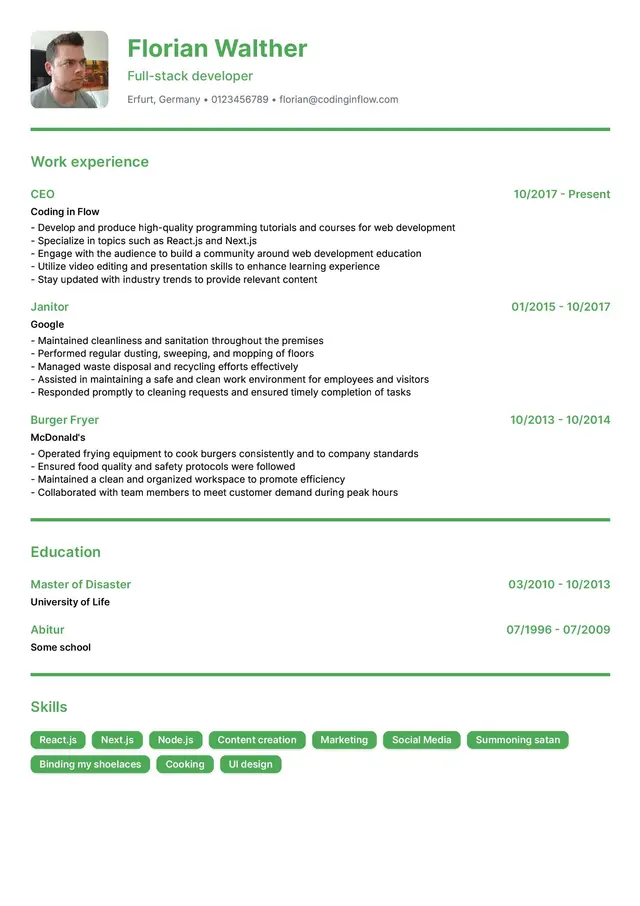 Florian Walther
Full-stack developer
Erfurt, Germany • 0123456789 • florian@codinginflow.com
Work experience
CEO 10/2017 - Present
Coding in Flow
- Develop and produce high-quality programming tutorials and courses for web development
- Specialize in topics such as React.js and Next.js
- Engage with the audience to build a community around web development education
- Utilize video editing and presentation skills to enhance learning experience
- Stay updated with industry trends to provide relevant content
Janitor 01/2015 - 10/2017
Google
- Maintained cleanliness and sanitation throughout the premises
- Performed regular dusting, sweeping, and mopping of floors
- Managed waste disposal and recycling efforts effectively
- Assisted in maintaining a safe and clean work environment for employees and visitors
- Responded promptly to cleaning requests and ensured timely completion of tasks
Burger Fryer 10/2013 - 10/2014
McDonald's
- Operated frying equipment to cook burgers consistently and to company standards
- Ensured food quality and safety protocols were followed
- Maintained a clean and organized workspace to promote efficiency
- Collaborated with team members to meet customer demand during peak hours
Education
Master of Disaster 03/2010 - 10/2013
University of Life
Abitur 07/1996 - 07/2009
Some school
Skills
React.js Next.js Node.js Content creation Marketing Social Media Summoning satan
Binding my shoelaces Cooking UI design